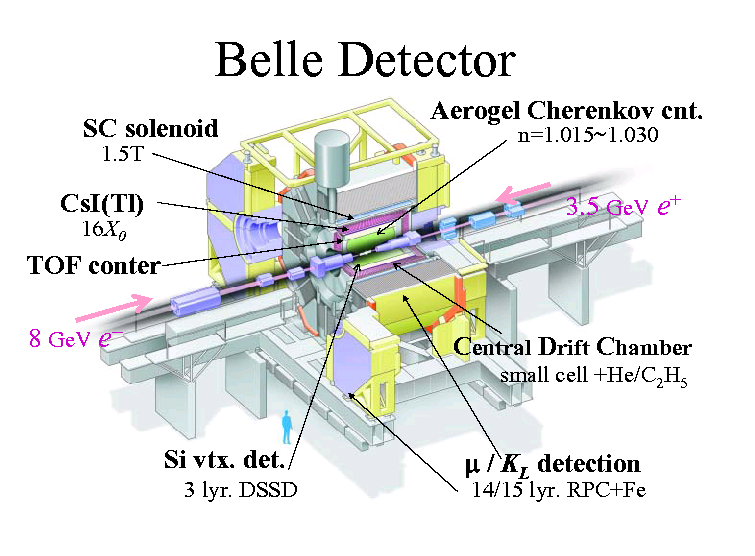 Belle Detector
SC solenoid
1.5T
Aerogel Cherenkov cnt.
n=1.015~1.030
CsI(Tl)
16X₀
TOF conter
3.5 GeV e⁺
8 GeV e⁻
Central Drift Chamber
small cell +He/C₂H₅
Si vtx. det.
3 lyr. DSSD
μ / K_L detection
14/15 lyr. RPC+Fe